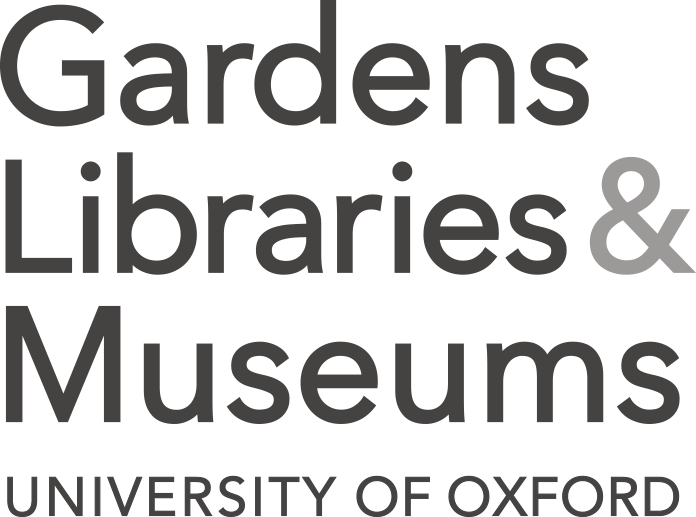 Gardens
Libraries &
Museums
UNIVERSITY OF OXFORD